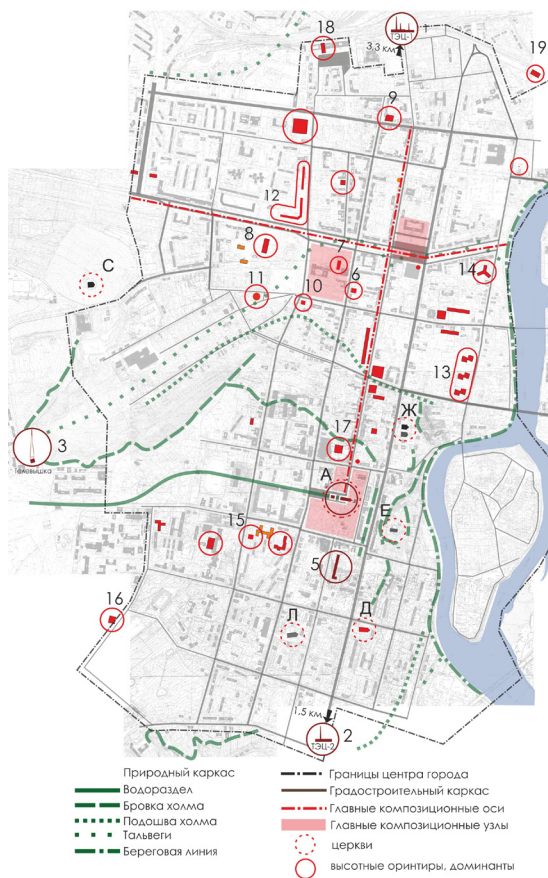 18
1
ТЭЦ-1
3,3 км
19
9
12
8
7
С
11
10
6
14
13
Ж
3
Телевышка
17
А
Е
15
5
16
Л
Д
1,5 км
2
ТЭЦ-2
Природный каркас
Водораздел
Бровка холма
Подошва холма
Тальвеги
Береговая линия
Границы центра города
Градостроительный каркас
Главные композиционные оси
Главные композиционные узлы
церкви
высотные оринтиры, доминанты